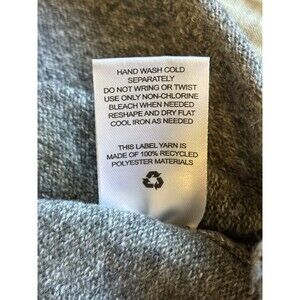 HAND WASH COLD
SEPARATELY
DO NOT WRING OR TWIST
USE ONLY NON-CHLORINE
BLEACH WHEN NEEDED
RESHAPE AND DRY FLAT
COOL IRON AS NEEDED
THIS LABEL YARN IS
MADE OF 100% RECYCLED
POLYESTER MATERIALS